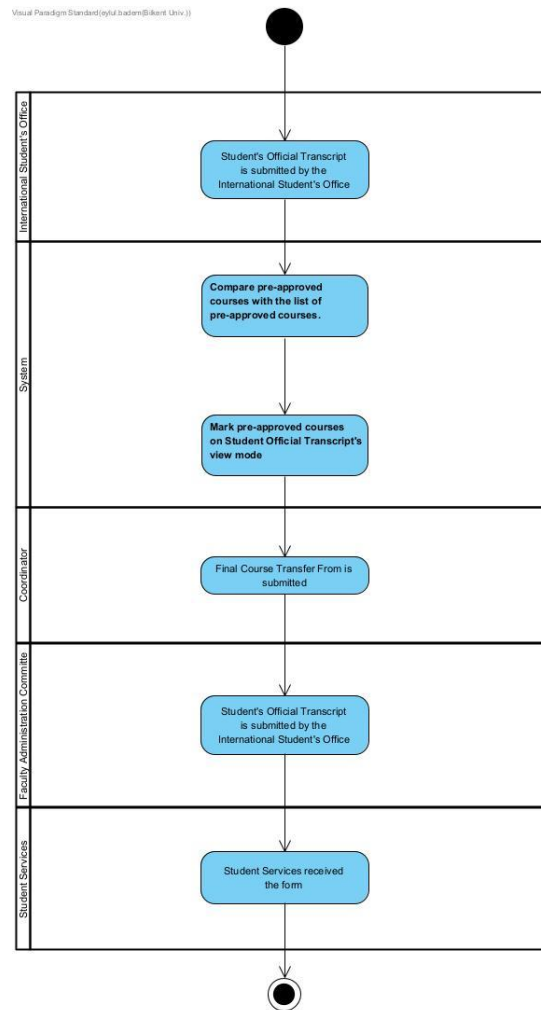 Visual Paradigm Standard(eylul.badem(Bilkent Univ.))
International Student's Office
Student's Official Transcript
is submitted by the
International Student's Office
System
Compare pre-approved
courses with the list of
pre-approved courses.
Mark pre-approved courses
on Student Official Transcript's
view mode
Coordinator
Final Course Transfer From is
submitted
Faculty Administration Committe
Student's Official Transcript
is submitted by the
International Student's Office
Student Services
Student Services received
the form